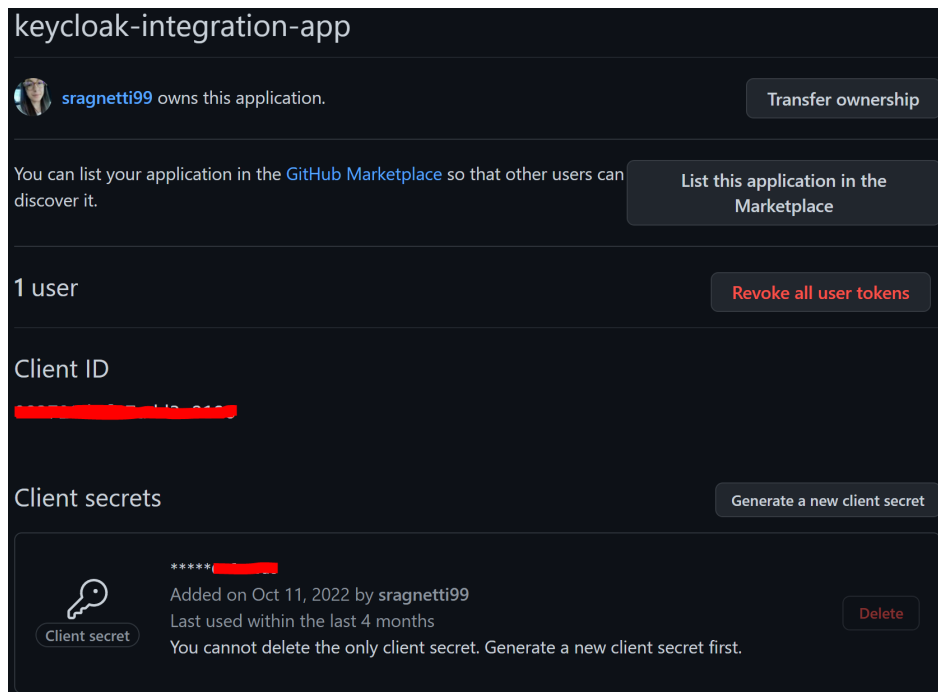 keycloak-integration-app
sragnetti99 owns this application.
Transfer ownership
You can list your application in the GitHub Marketplace so that other users can
discover it.
List this application in the
Marketplace
1 user
Revoke all user tokens
Client ID
Client secrets
Generate a new client secret
*****
Added on Oct 11, 2022 by sragnetti99
Last used within the last 4 months
You cannot delete the only client secret. Generate a new client secret first.
Client secret
Delete